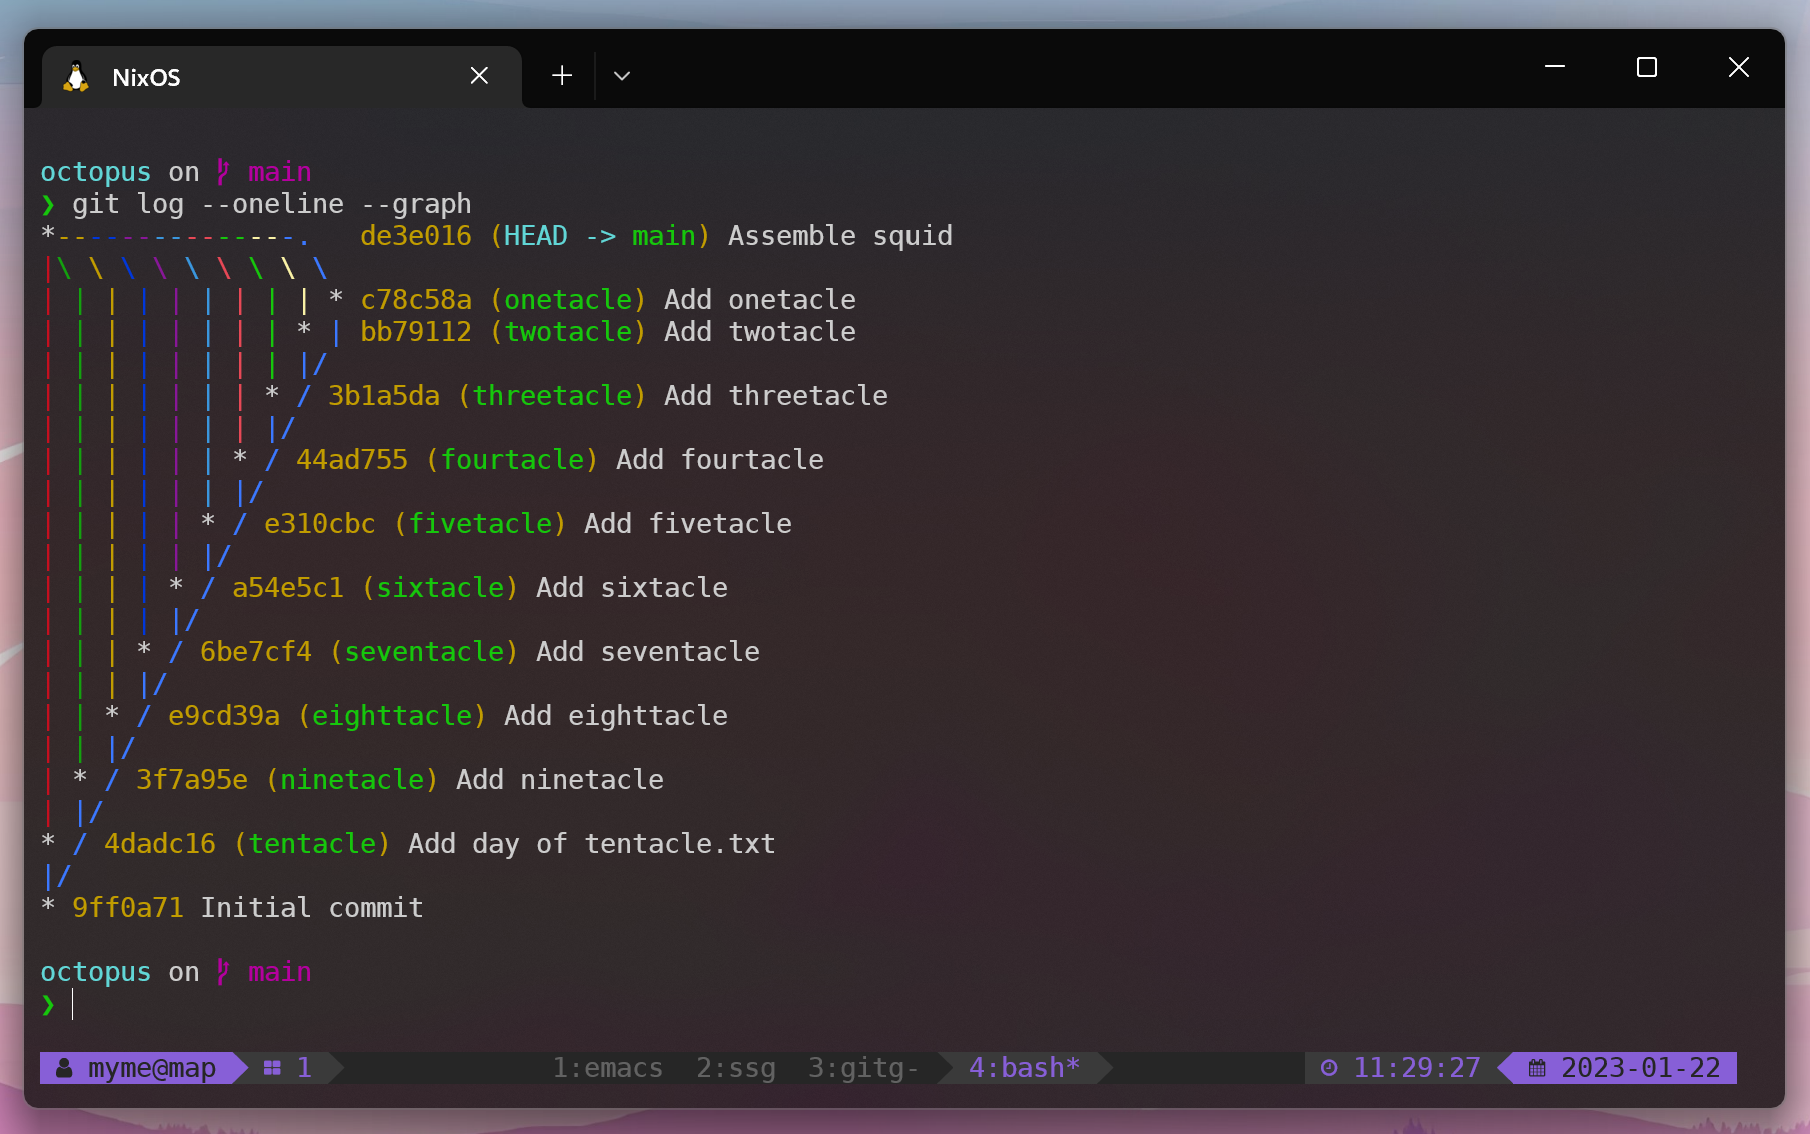 NixOS
octopus on main
❯ git log --oneline --graph
*---------------. de3e016 (HEAD -> main) Assemble squid
|\ \ \ \ \ \ \ \ \
| | | | | | | | | * c78c58a (onetacle) Add onetacle
| | | | | | | | * | bb79112 (twotacle) Add twotacle
| | | | | | | | |/
| | | | | | | * / 3b1a5da (threetacle) Add threetacle
| | | | | | | |/
| | | | | | * / 44ad755 (fourtacle) Add fourtacle
| | | | | | |/
| | | | | * / e310cbc (fivetacle) Add fivetacle
| | | | | |/
| | | | * / a54e5c1 (sixtacle) Add sixtacle
| | | | |/
| | | * / 6be7cf4 (seventacle) Add seventacle
| | | |/
| | * / e9cd39a (eighttacle) Add eighttacle
| | |/
| * / 3f7a95e (ninetacle) Add ninetacle
| |/
* / 4dadc16 (tentacle) Add day of tentacle.txt
|/
* 9ff0a71 Initial commit
octopus on main
❯
myme@map 1 1:emacs 2:ssg 3:gitg- 4:bash* 11:29:27 2023-01-22